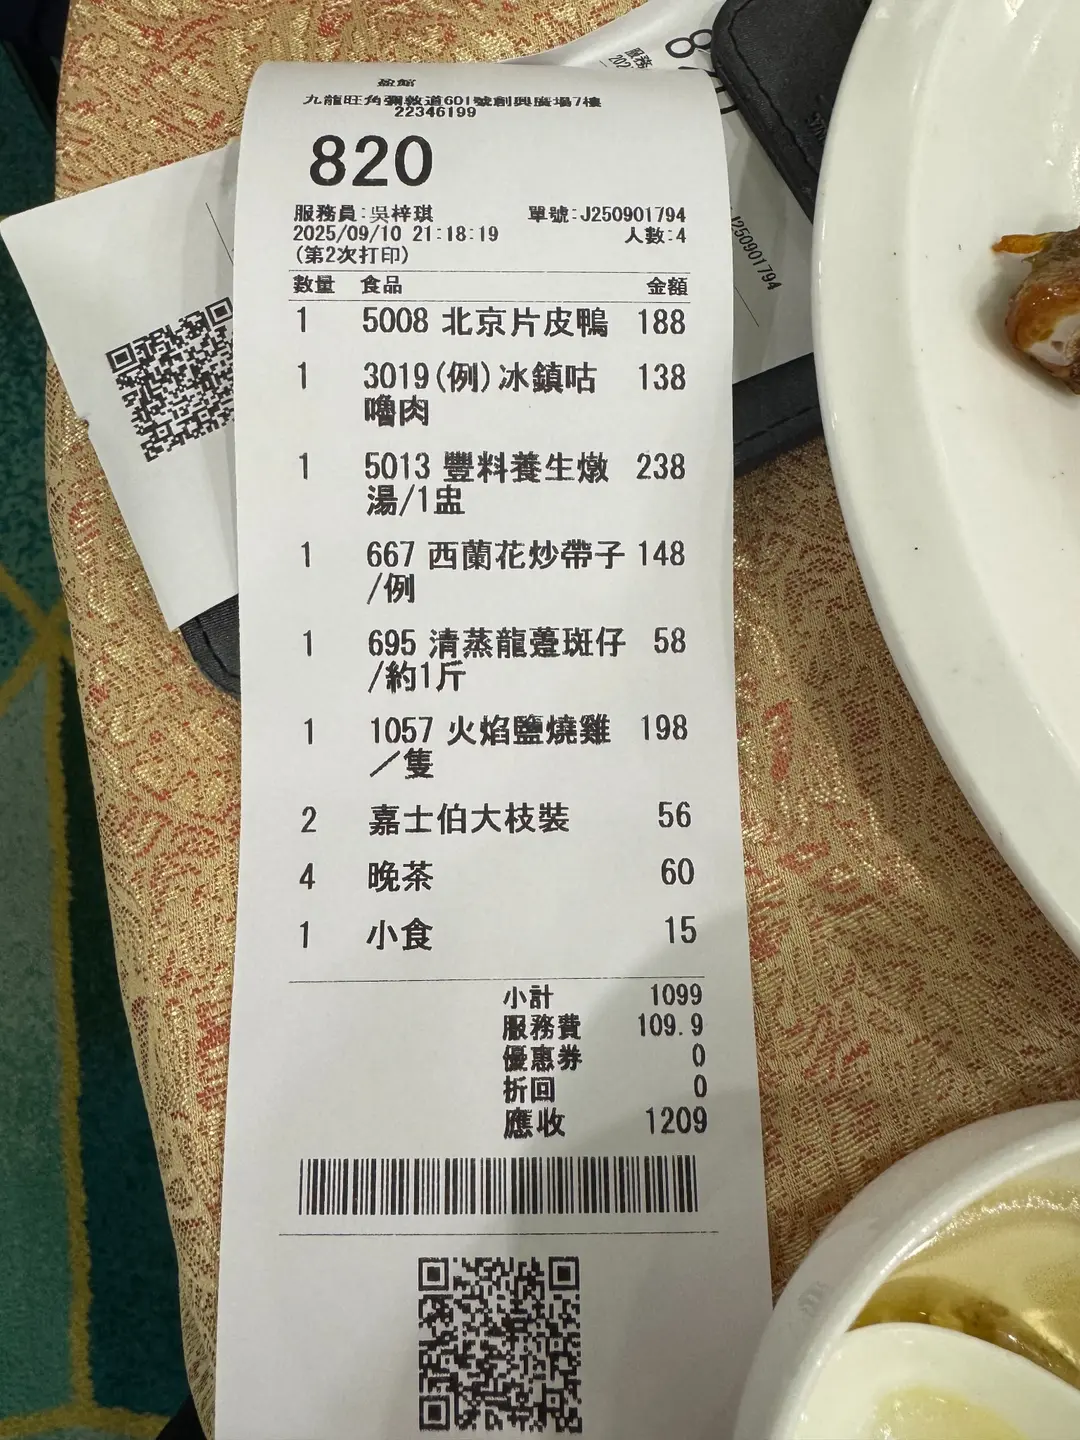 盈館
九龍旺角彌敦道601號創興廣場7樓
22346199
820
服務員:吳梓琪 單號:J250901794
2025/09/10 21:18:19 人數:4
(第2次打印)
數量 食品 金額
1 5008 北京片皮鴨 188
1 3019(例)冰鎮咕 138
嚕肉
1 5013 豐料養生燉 238
湯/1盅
1 667 西蘭花炒帶子 148
/例
1 695 清蒸龍躉斑仔 58
/約1斤
1 1057 火焰鹽燒雞 198
／隻
2 嘉士伯大枝裝 56
4 晚茶 60
1 小食 15
小計 1099
服務費 109.9
優惠券 0
折回 0
應收 1209
J250901794